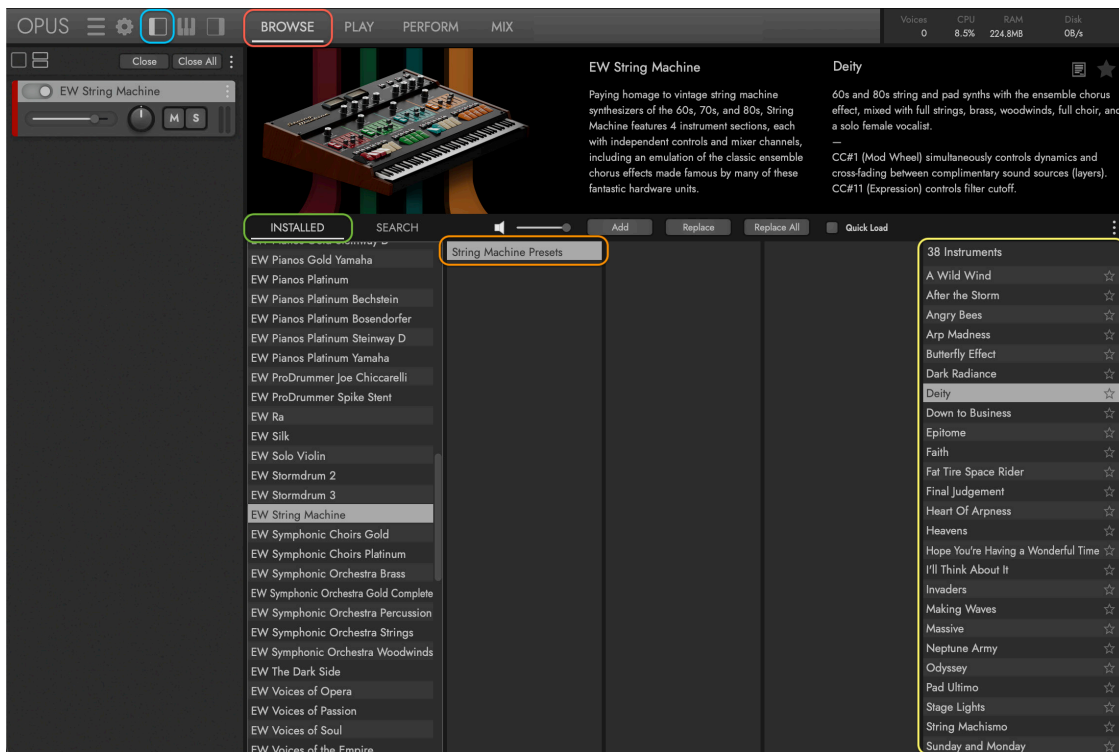 OPUS
BROWSE
PLAY
PERFORM
MIX
Voices
0
CPU
8.5%
RAM
224.8MB
Disk
0B/s
Close
Close All
EW String Machine
M
S
EW String Machine
Paying homage to vintage string machine
synthesizers of the 60s, 70s, and 80s, String
Machine features 4 instrument sections, each
with independent controls and mixer channels,
including an emulation of the classic ensemble
chorus effects made famous by many of these
fantastic hardware units.
Deity
60s and 80s string and pad synths with the ensemble chorus
effect, mixed with full strings, brass, woodwinds, full choir, and
a solo female vocalist.
—
CC#1 (Mod Wheel) simultaneously controls dynamics and
cross-fading between complimentary sound sources (layers).
CC#11 (Expression) controls filter cutoff.
INSTALLED
SEARCH
Add
Replace
Replace All
Quick Load
EW Pianos Gold Steinway D
EW Pianos Gold Yamaha
EW Pianos Platinum
EW Pianos Platinum Bechstein
EW Pianos Platinum Bosendorfer
EW Pianos Platinum Steinway D
EW Pianos Platinum Yamaha
EW ProDrummer Joe Chiccarelli
EW ProDrummer Spike Stent
EW Ra
EW Silk
EW Solo Violin
EW Stormdrum 2
EW Stormdrum 3
EW String Machine
EW Symphonic Choirs Gold
EW Symphonic Choirs Platinum
EW Symphonic Orchestra Brass
EW Symphonic Orchestra Gold Complete
EW Symphonic Orchestra Percussion
EW Symphonic Orchestra Strings
EW Symphonic Orchestra Woodwinds
EW The Dark Side
EW Voices of Opera
EW Voices of Passion
EW Voices of Soul
EW Voices of the Empire
String Machine Presets
38 Instruments
A Wild Wind
After the Storm
Angry Bees
Arp Madness
Butterfly Effect
Dark Radiance
Deity
Down to Business
Epitome
Faith
Fat Tire Space Rider
Final Judgement
Heart Of Arpness
Heavens
Hope You're Having a Wonderful Time
I'll Think About It
Invaders
Making Waves
Massive
Neptune Army
Odyssey
Pad Ultimo
Stage Lights
String Machismo
Sunday and Monday